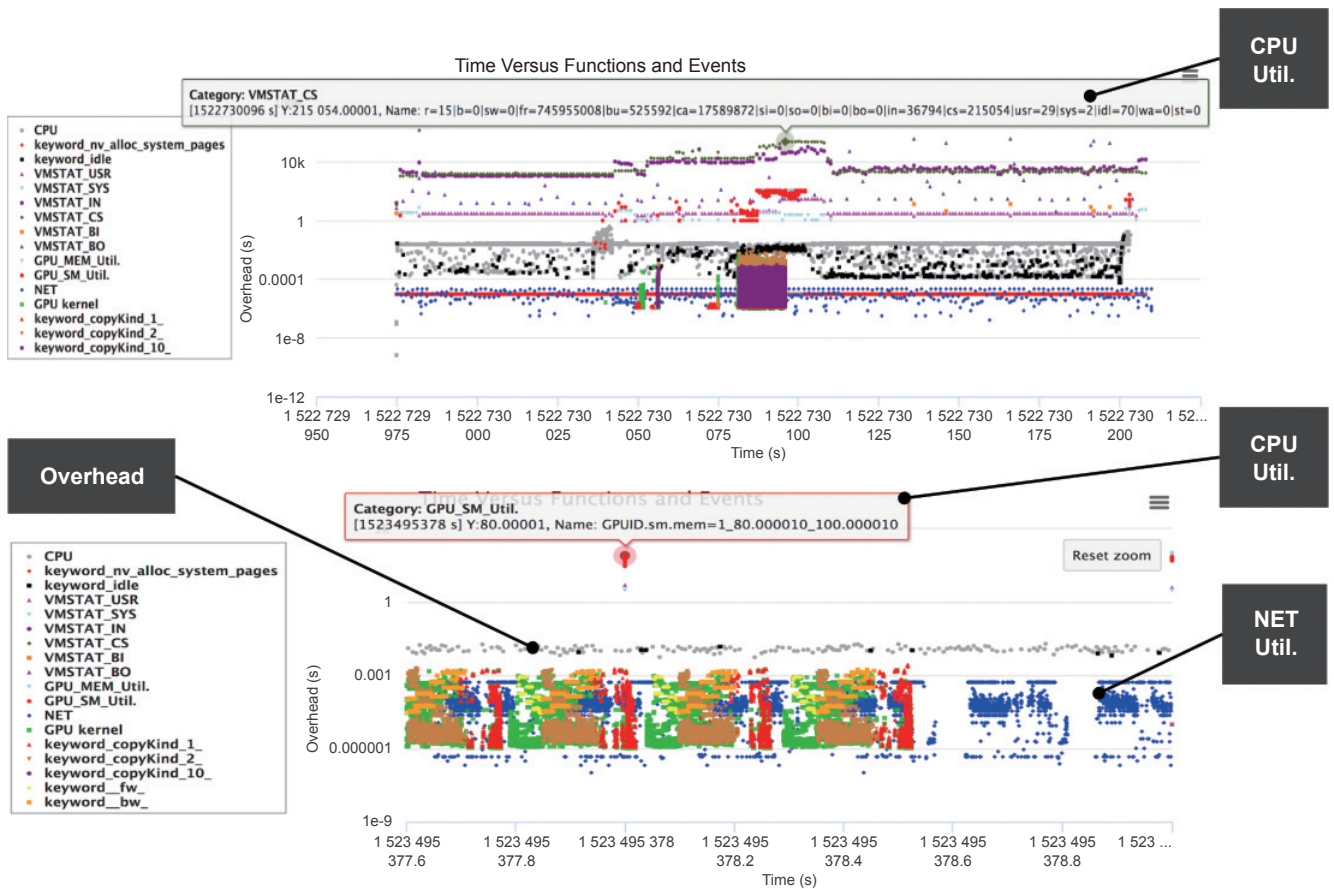 CPU
Util.
Time Versus Functions and Events
Category: VMSTAT_CS
[1522730096 s] Y:215 054.00001, Name: r=15|b=0|sw=0|fr=745955008|bu=525592|ca=17589872|si=0|so=0|bi=0|bo=0|in=36794|cs=215054|usr=29|sys=2|idl=70|wa=0|st=0
CPU
keyword_nv_alloc_system_pages
keyword_idle
VMSTAT_USR
VMSTAT_SYS
VMSTAT_IN
VMSTAT_CS
VMSTAT_BI
VMSTAT_BO
GPU_MEM_Util.
GPU_SM_Util.
NET
GPU kernel
keyword_copyKind_1_
keyword_copyKind_2_
keyword_copyKind_10_
Overhead (s)
10k
1
0.0001
1e-8
1e-12
1 522 729 950
1 522 729 975
1 522 730 000
1 522 730 025
1 522 730 050
1 522 730 075
1 522 730 100
1 522 730 125
1 522 730 150
1 522 730 175
1 522 730 200
1 52...
Time (s)
Overhead
CPU
Util.
Time Versus Functions and Events
Category: GPU_SM_Util.
[1523495378 s] Y:80.00001, Name: GPUID.sm.mem=1_80.000010_100.000010
Reset zoom
NET
Util.
CPU
keyword_nv_alloc_system_pages
keyword_idle
VMSTAT_USR
VMSTAT_SYS
VMSTAT_IN
VMSTAT_CS
VMSTAT_BI
VMSTAT_BO
GPU_MEM_Util.
GPU_SM_Util.
NET
GPU kernel
keyword_copyKind_1_
keyword_copyKind_2_
keyword_copyKind_10_
keyword__fw_
keyword__bw_
Overhead (s)
1
0.001
0.000001
1e-9
1 523 495 377.6
1 523 495 377.8
1 523 495 378
1 523 495 378.2
1 523 495 378.4
1 523 495 378.6
1 523 495 378.8
1 523 ...
Time (s)